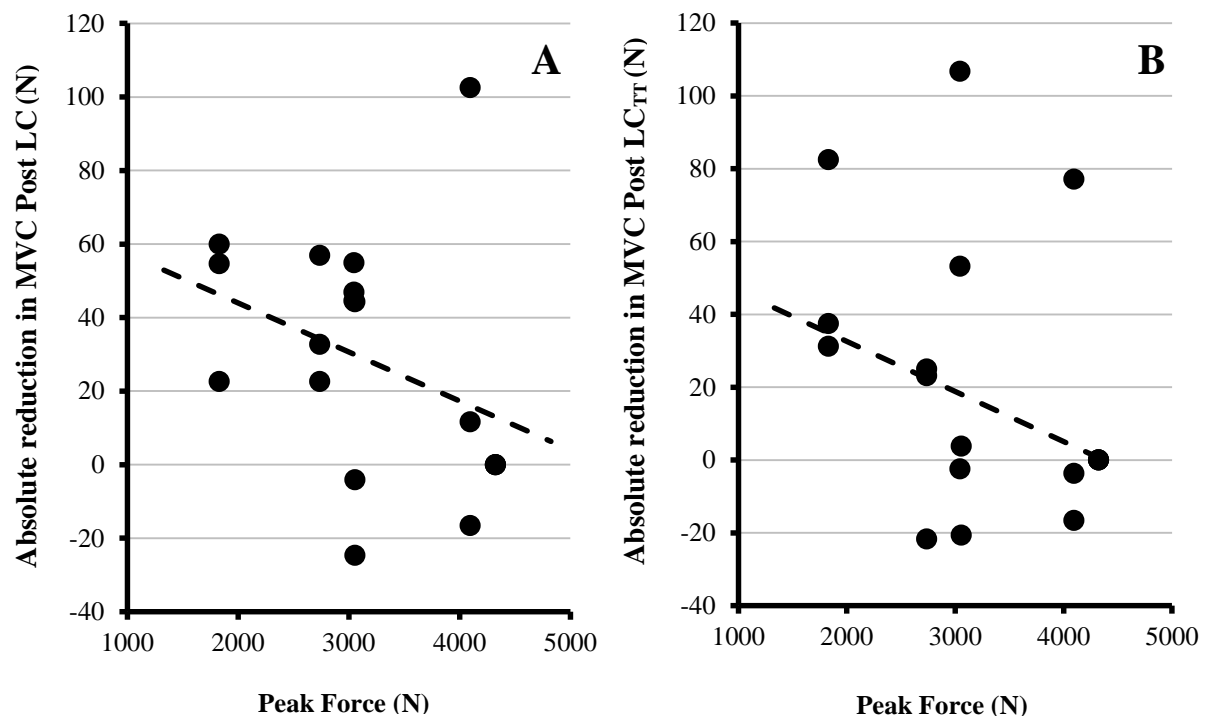 Absolute reduction in MVC Post LC (N)
120
100
80
60
40
20
0
-20
-40
A
1000 2000 3000 4000 5000
Peak Force (N)
Absolute reduction in MVC Post LCTT (N)
120
100
80
60
40
20
0
-20
-40
B
1000 2000 3000 4000 5000
Peak Force (N)